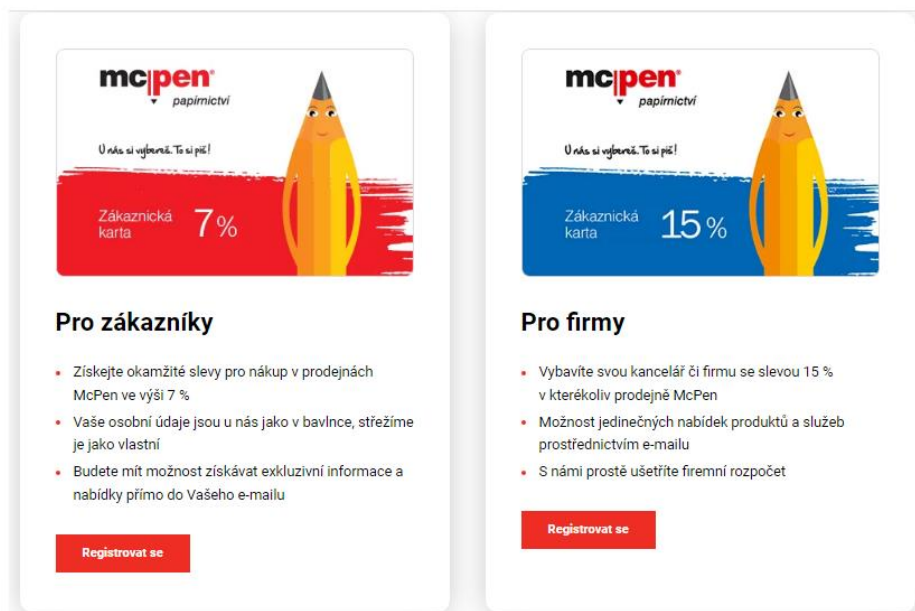 mc|pen®
papírnictví
U nás si vybereš. To si piš!
Zákaznická
karta
7 %
Pro zákazníky
Získejte okamžité slevy pro nákup v prodejnách
McPen ve výši 7 %
Vaše osobní údaje jsou u nás jako v bavlnce, střežíme
je jako vlastní
Budete mít možnost získávat exkluzivní informace a
nabídky přímo do Vašeho e-mailu
Registrovat se
mc|pen®
papírnictví
U nás si vybereš. To si piš!
Zákaznická
karta
15 %
Pro firmy
Vybavíte svou kancelář či firmu se slevou 15 %
v kterékoliv prodejně McPen
Možnost jedinečných nabídek produktů a služeb
prostřednictvím e-mailu
S námi prostě ušetříte firemní rozpočet
Registrovat se